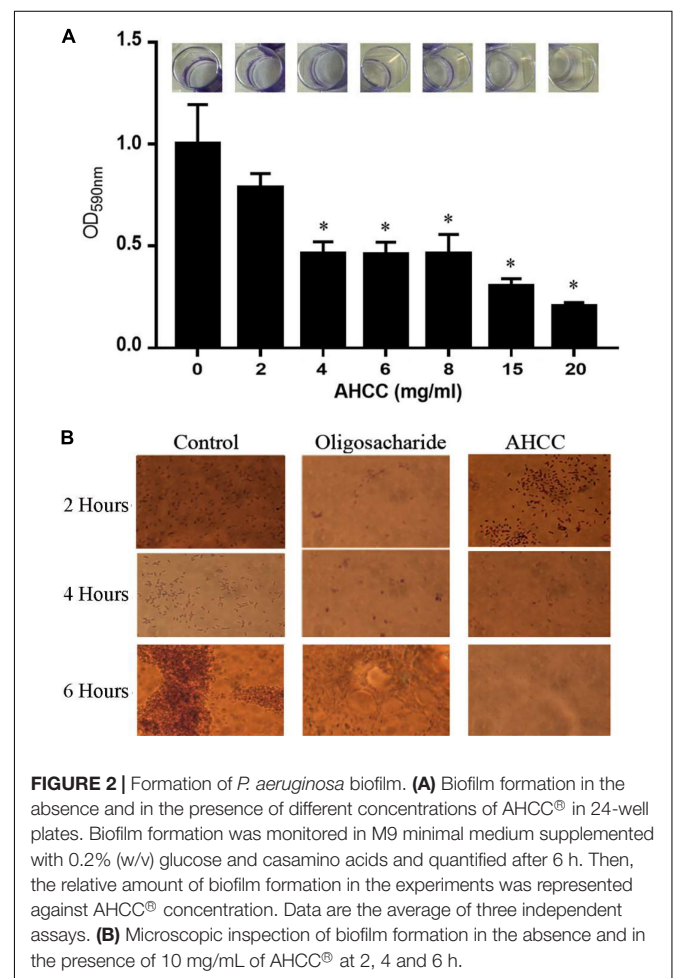 A
1.5
1.0
0.5
0.0
OD590nm
* * * * *
0 2 4 6 8 15 20
AHCC (mg/ml)
B
Control Oligosacharide AHCC
2 Hours
4 Hours
6 Hours
FIGURE 2 | Formation of P. aeruginosa biofilm. (A) Biofilm formation in the
absence and in the presence of different concentrations of AHCC® in 24-well
plates. Biofilm formation was monitored in M9 minimal medium supplemented
with 0.2% (w/v) glucose and casamino acids and quantified after 6 h. Then,
the relative amount of biofilm formation in the experiments was represented
against AHCC® concentration. Data are the average of three independent
assays. (B) Microscopic inspection of biofilm formation in the absence and in
the presence of 10 mg/mL of AHCC® at 2, 4 and 6 h.